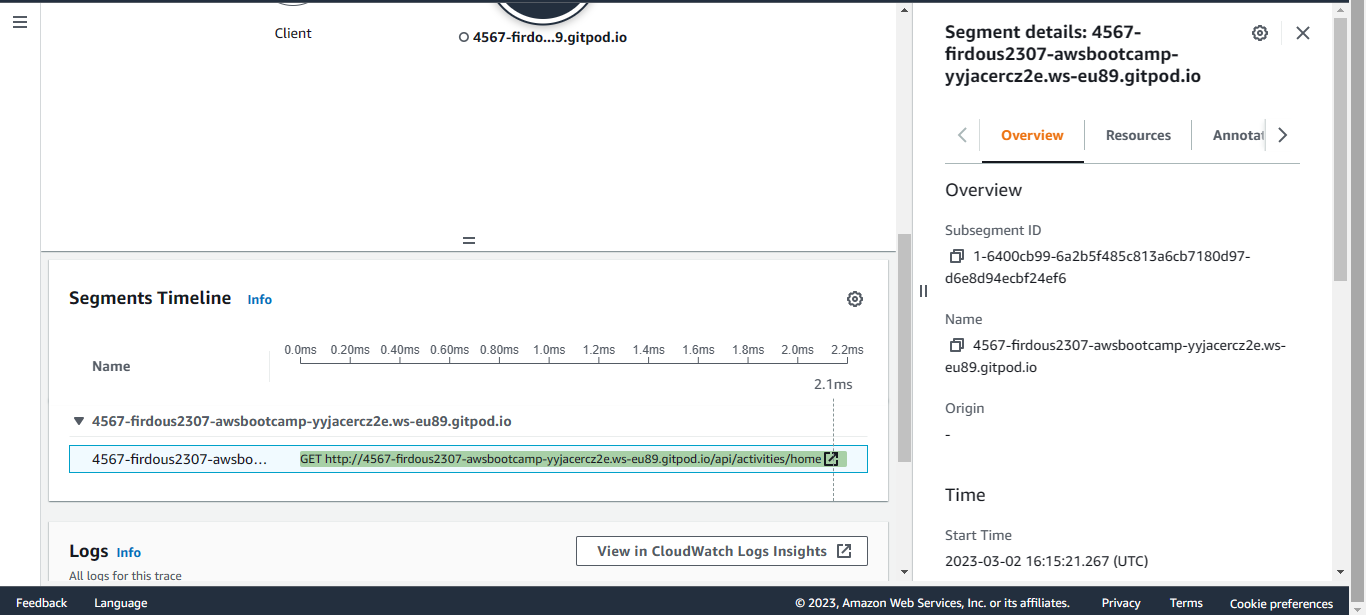 Client
4567-firdo...9.gitpod.io
Segments Timeline Info
0.0ms 0.20ms 0.40ms 0.60ms 0.80ms 1.0ms 1.2ms 1.4ms 1.6ms 1.8ms 2.0ms 2.2ms
Name
2.1ms
4567-firdous2307-awsbootcamp-yyjacercz2e.ws-eu89.gitpod.io
4567-firdous2307-awsbo... GET http://4567-firdous2307-awsbootcamp-yyjacercz2e.ws-eu89.gitpod.io/api/activities/home
Logs Info
View in CloudWatch Logs Insights
All logs for this trace
Segment details: 4567-
firdous2307-awsbootcamp-
yyjacercz2e.ws-eu89.gitpod.io
Overview Resources Annotat
Overview
Subsegment ID
1-6400cb99-6a2b5f485c813a6cb7180d97-
d6e8d94ecbf24ef6
Name
4567-firdous2307-awsbootcamp-yyjacercz2e.ws-
eu89.gitpod.io
Origin
-
Time
Start Time
2023-03-02 16:15:21.267 (UTC)
Feedback Language © 2023, Amazon Web Services, Inc. or its affiliates. Privacy Terms Cookie preferences